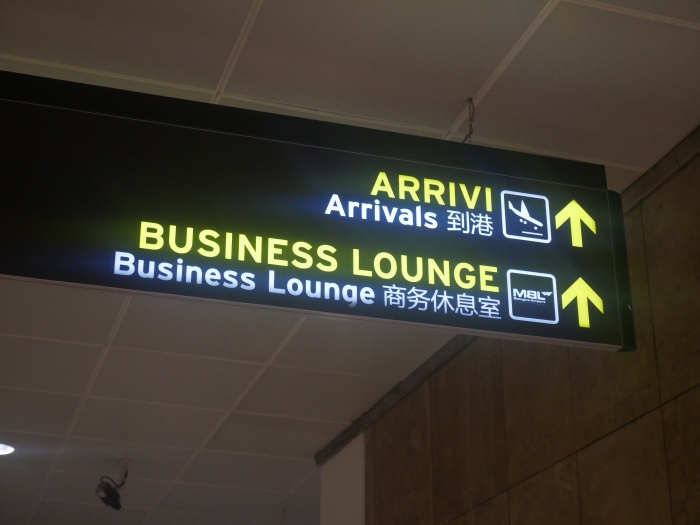 ARRIVI
Arrivals 到港
BUSINESS LOUNGE
Business Lounge 商务休息室
MBL